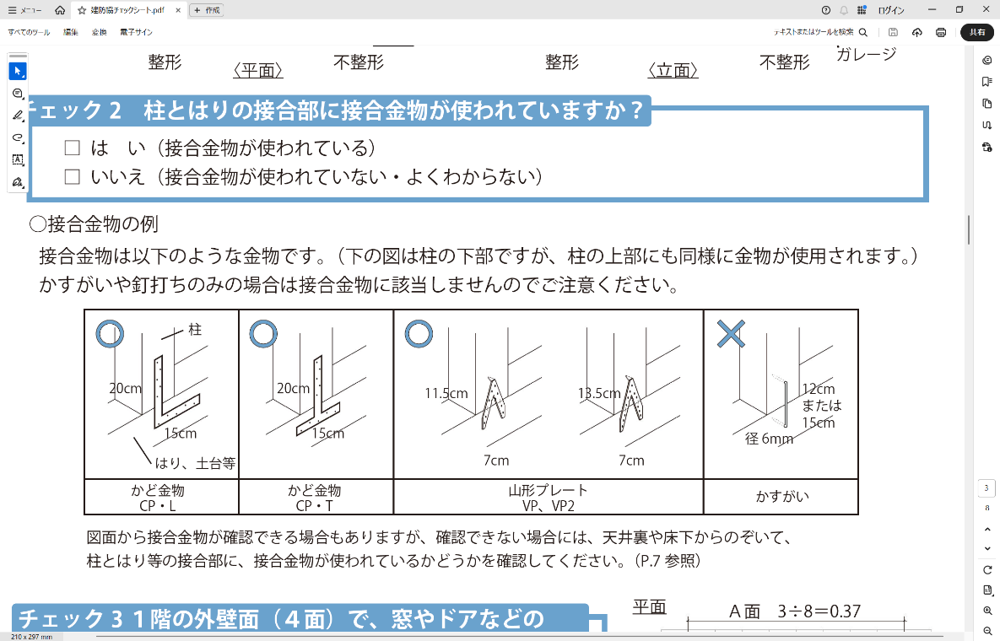 メニュー
建防協チェックシート.pdf
作成
ログイン
すべてのツール 編集 変換 電子サイン
テキストまたはツールを検索
共有
整形 〈平面〉 不整形 整形 〈立面〉 不整形 ガレージ
チェック 2 柱とはりの接合部に接合金物が使われていますか？
□ は い（接合金物が使われている）
□ いいえ（接合金物が使われていない・よくわからない）
○接合金物の例
接合金物は以下のような金物です。（下の図は柱の下部ですが、柱の上部にも同様に金物が使用されます。）
かすがいや釘打ちのみの場合は接合金物に該当しませんのでご注意ください。
柱
20cm
15cm
はり、土台等
20cm
15cm
11.5cm
7cm
13.5cm
7cm
12cm
または
15cm
径 6mm
かど金物
CP・L
かど金物
CP・T
山形プレート
VP、VP2
かすがい
図面から接合金物が確認できる場合もありますが、確認できない場合には、天井裏や床下からのぞいて、
柱とはり等の接合部に、接合金物が使われているかどうかを確認してください。（P.7 参照）
チェック 3 １階の外壁面（４面）で、窓やドアなどの
平面
A 面 3÷8＝0.37
3
8
210 x 297 mm